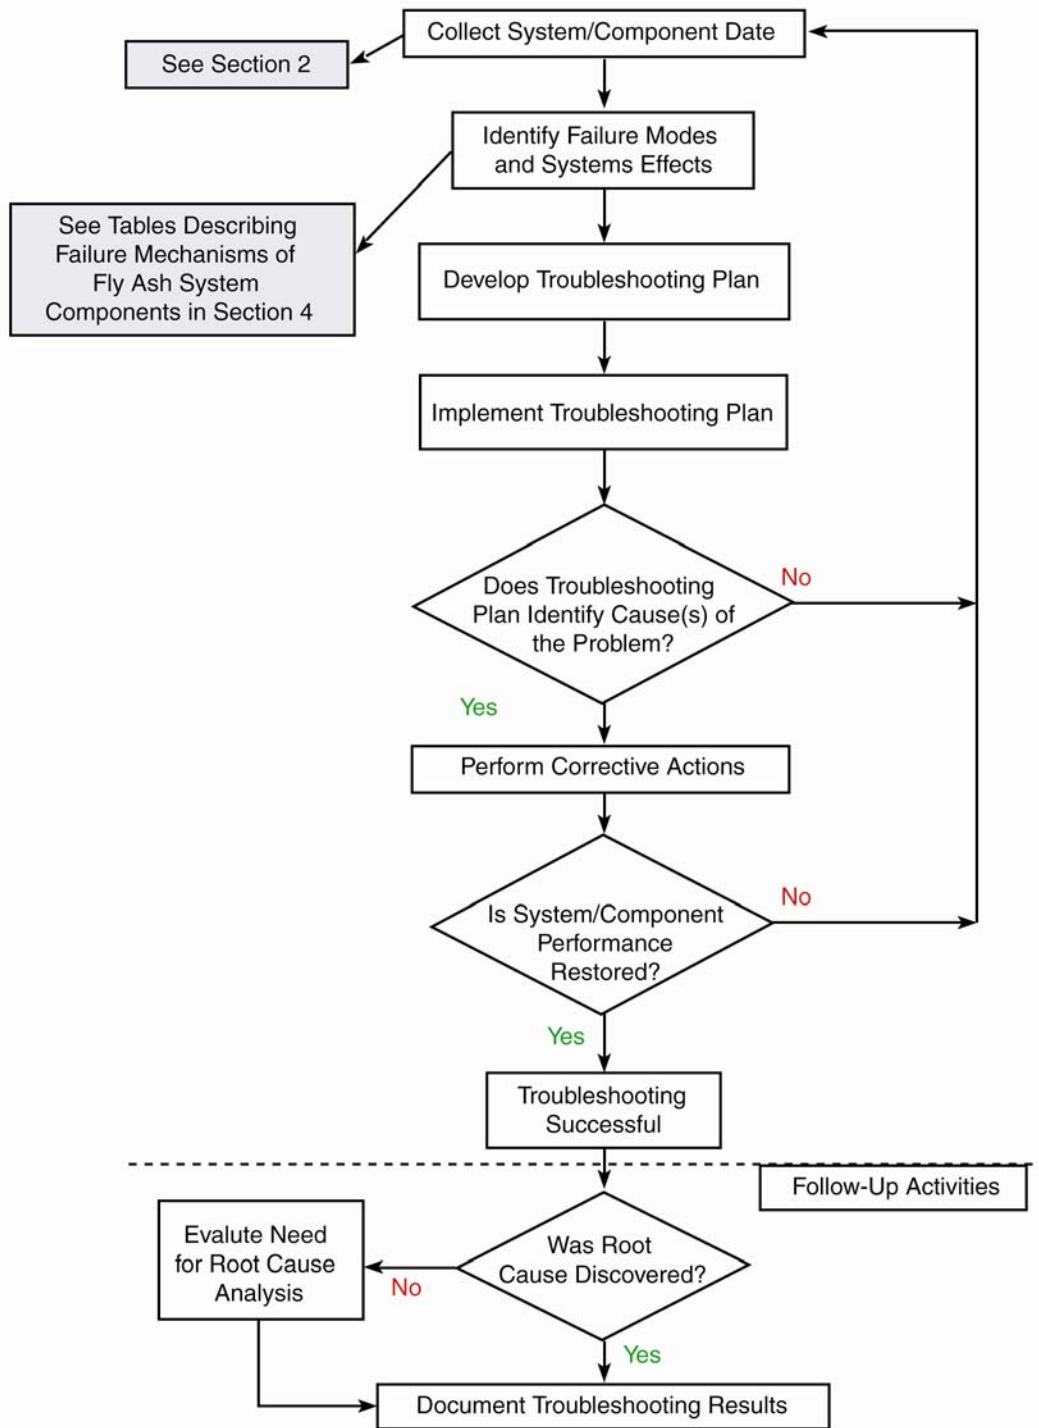 Collect System/Component Date
See Section 2
Identify Failure Modes
and Systems Effects
See Tables Describing
Failure Mechanisms of
Fly Ash System
Components in Section 4
Develop Troubleshooting Plan
Implement Troubleshooting Plan
Does Troubleshooting
Plan Identify Cause(s) of
the Problem?
No
Yes
Perform Corrective Actions
Is System/Component
Performance
Restored?
No
Yes
Troubleshooting
Successful
Follow-Up Activities
Was Root
Cause Discovered?
Evalute Need
for Root Cause
Analysis
No
Yes
Document Troubleshooting Results